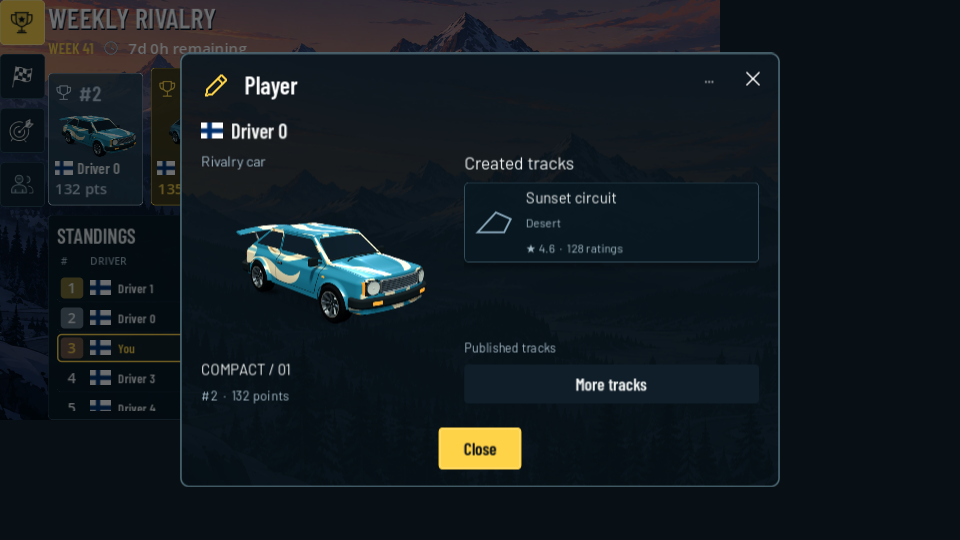 WEEKLY RIVALRY
WEEK 41 7d 0h remaining
#2
Driver 0
132 pts
135
STANDINGS
# DRIVER
1 Driver 1
2 Driver 0
3 You
4 Driver 3
5 Driver 4
Player
...
Driver 0
Rivalry car
COMPACT / 01
#2 · 132 points
Created tracks
Sunset circuit
Desert
★ 4.6 · 128 ratings
Published tracks
More tracks
Close